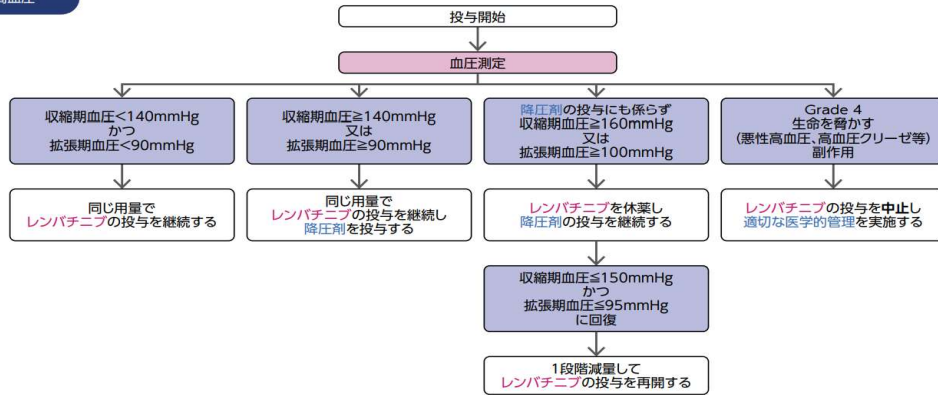 高血圧
投与開始
血圧測定
収縮期血圧<140mmHg
かつ
拡張期血圧<90mmHg
収縮期血圧≧140mmHg
又は
拡張期血圧≧90mmHg
降圧剤の投与にも係らず
収縮期血圧≧160mmHg
又は
拡張期血圧≧100mmHg
Grade 4
生命を脅かす
(悪性高血圧、高血圧クリーゼ等)
副作用
同じ用量で
レンバチニブの投与を継続する
同じ用量で
レンバチニブの投与を継続し
降圧剤を投与する
レンバチニブを休薬し
降圧剤の投与を継続する
レンバチニブの投与を中止し
適切な医学的管理を実施する
収縮期血圧≦150mmHg
かつ
拡張期血圧≦95mmHg
に回復
1段階減量して
レンバチニブの投与を再開する